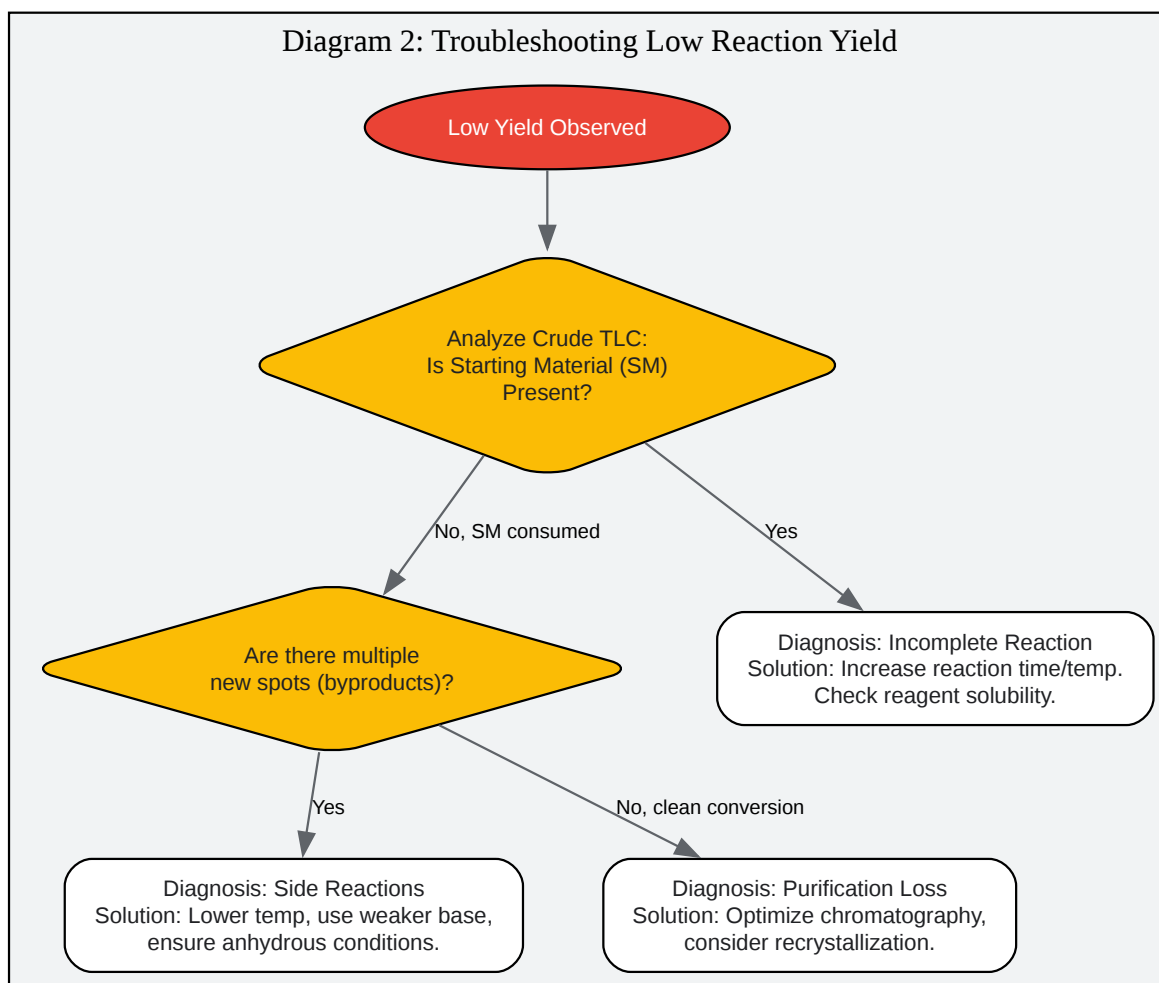 Diagram 2: Troubleshooting Low Reaction Yield
Low Yield Observed
Analyze Crude TLC:
Is Starting Material (SM)
Present?
No, SM consumed
Yes
Are there multiple
new spots (byproducts)?
Diagnosis: Incomplete Reaction
Solution: Increase reaction time/temp.
Check reagent solubility.
Yes
No, clean conversion
Diagnosis: Side Reactions
Solution: Lower temp, use weaker base,
ensure anhydrous conditions.
Diagnosis: Purification Loss
Solution: Optimize chromatography,
consider recrystallization.